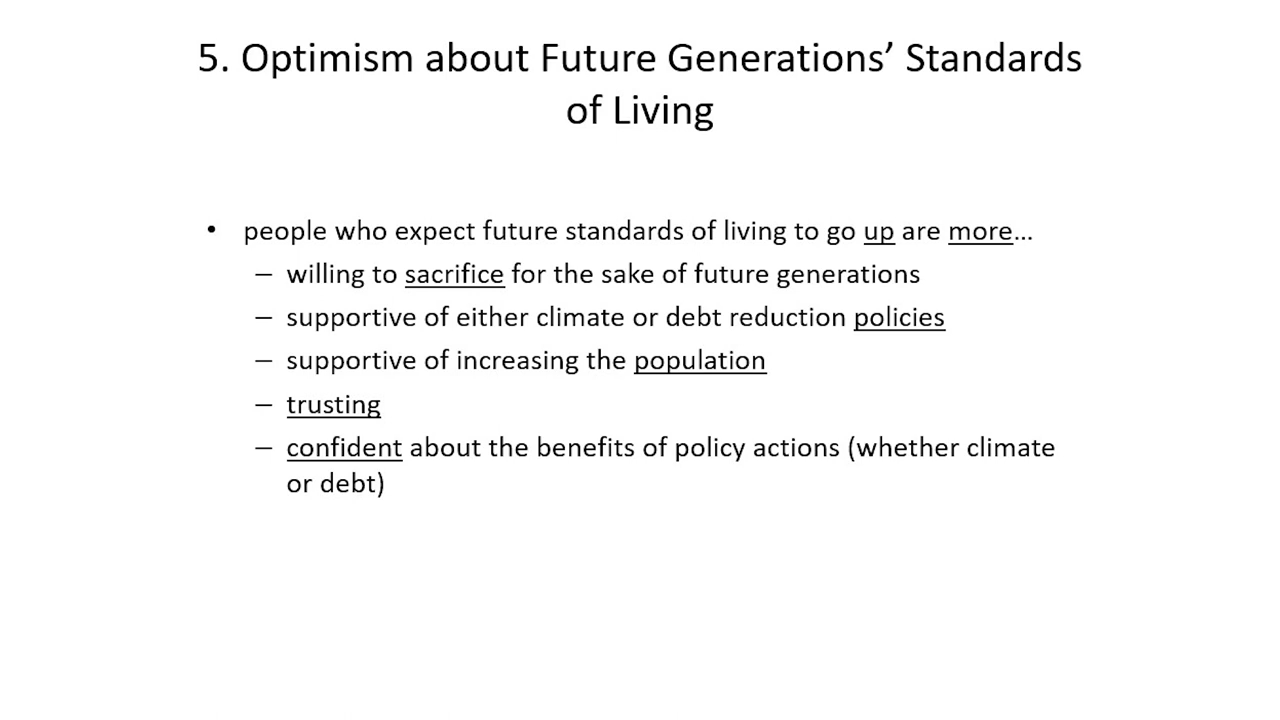 5. Optimism about Future Generations’ Standards
of Living
• people who expect future standards of living to go up are more…
– willing to sacrifice for the sake of future generations
– supportive of either climate or debt reduction policies
– supportive of increasing the population
– trusting
– confident about the benefits of policy actions (whether climate
or debt)